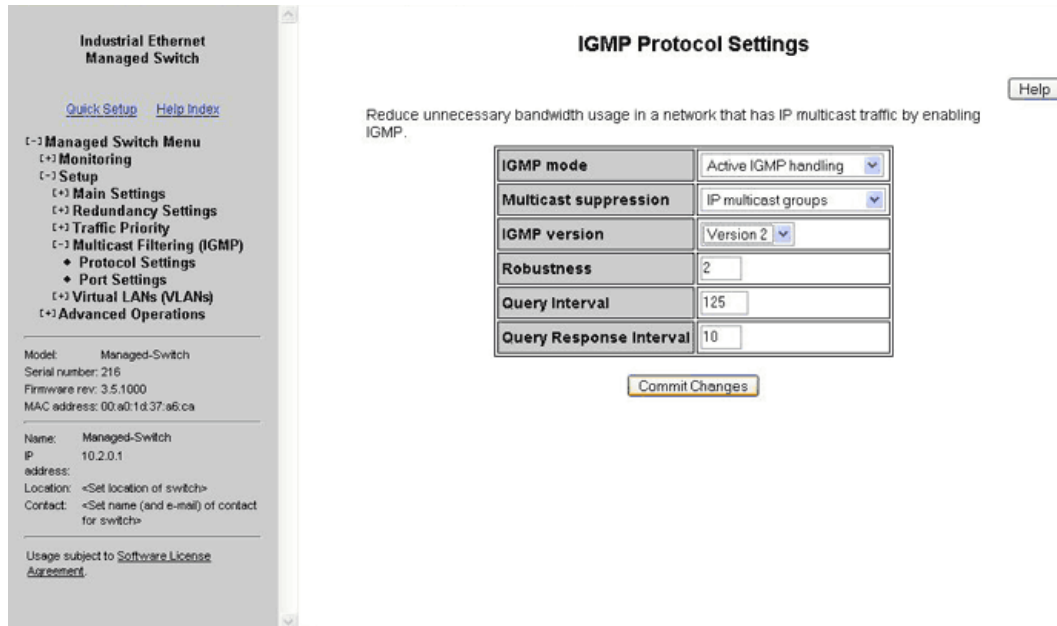 Industrial Ethernet
Managed Switch
Quick Setup Help Index
[-] Managed Switch Menu
[+] Monitoring
[-] Setup
[+] Main Settings
[+] Redundancy Settings
[+] Traffic Priority
[-] Multicast Filtering (IGMP)
◆ Protocol Settings
◆ Port Settings
[+] Virtual LANs (VLANs)
[+] Advanced Operations
Model: Managed-Switch
Serial number: 216
Firmware rev: 3.5.1000
MAC address: 00:a0:1d:37:a6:ca
Name: Managed-Switch
IP address: 10.2.0.1
Location: <Set location of switch>
Contact: <Set name (and e-mail) of contact
for switch>
Usage subject to Software License
Agreement.
IGMP Protocol Settings
Help
Reduce unnecessary bandwidth usage in a network that has IP multicast traffic by enabling
IGMP.
IGMP mode Active IGMP handling
Multicast suppression IP multicast groups
IGMP version Version 2
Robustness 2
Query Interval 125
Query Response Interval 10
Commit Changes